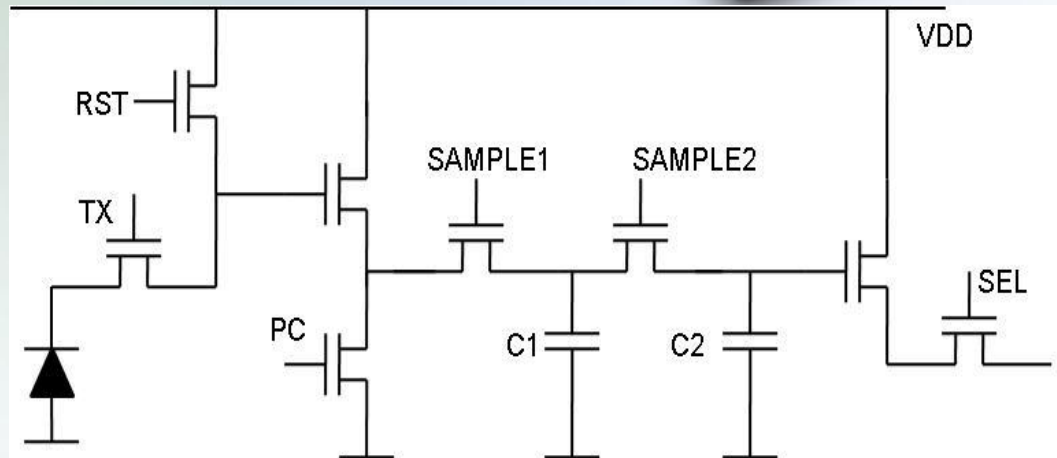 VDD
RST
SAMPLE1
SAMPLE2
TX
SEL
PC
C1
C2